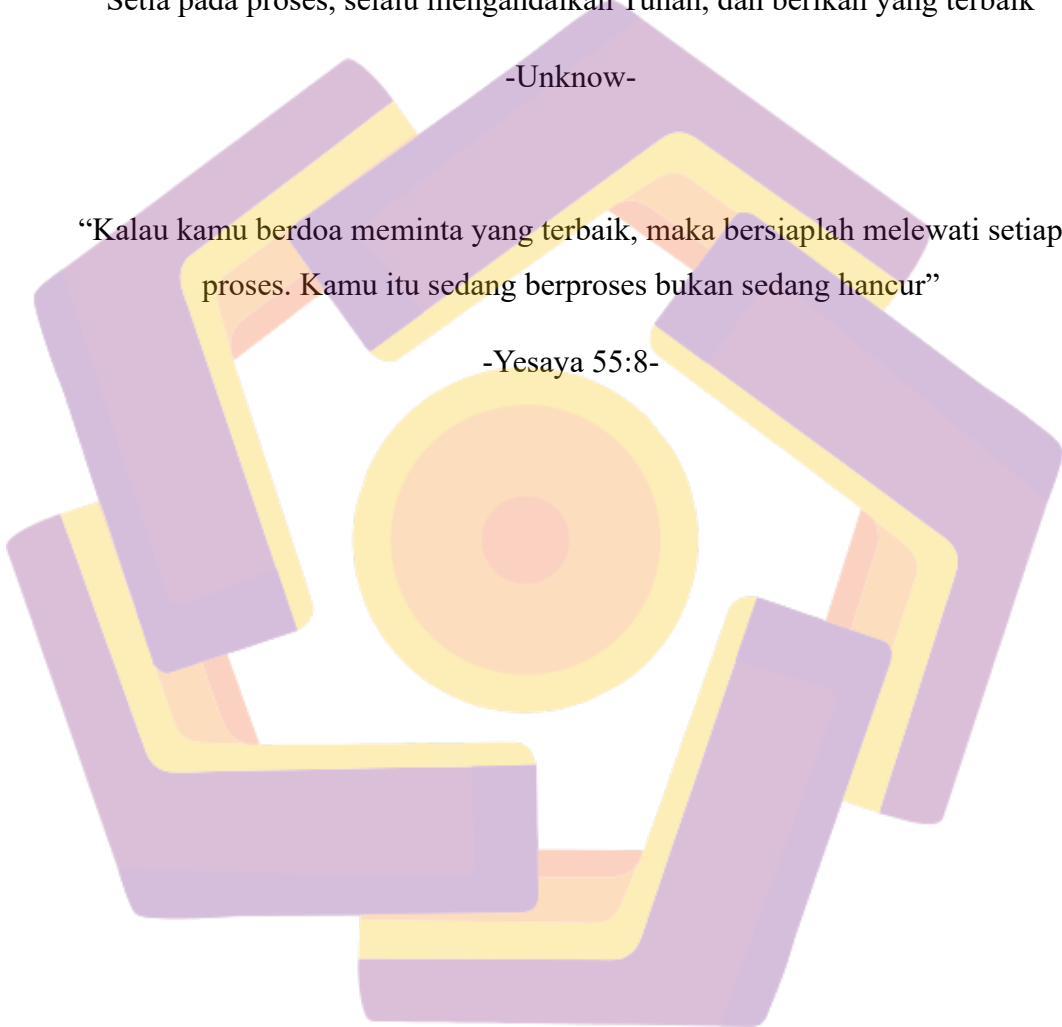 Setia pada proses, selalu mengandalkan Tuhan, dan berikan yang terbaik
-Unknow-
“Kalau kamu berdoa meminta yang terbaik, maka bersiaplah melewati setiap
proses. Kamu itu sedang berproses bukan sedang hancur”
-Yesaya 55:8-